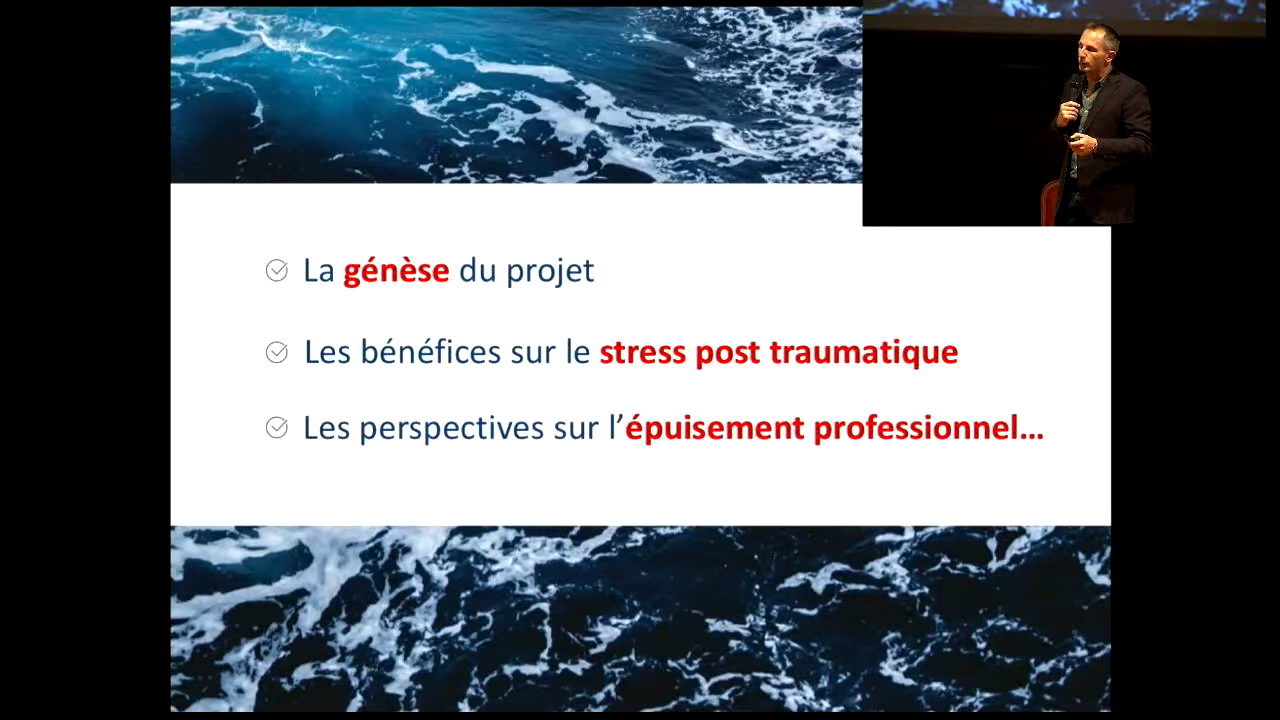 La génèse du projet
Les bénéfices sur le stress post traumatique
Les perspectives sur l’épuisement professionnel...